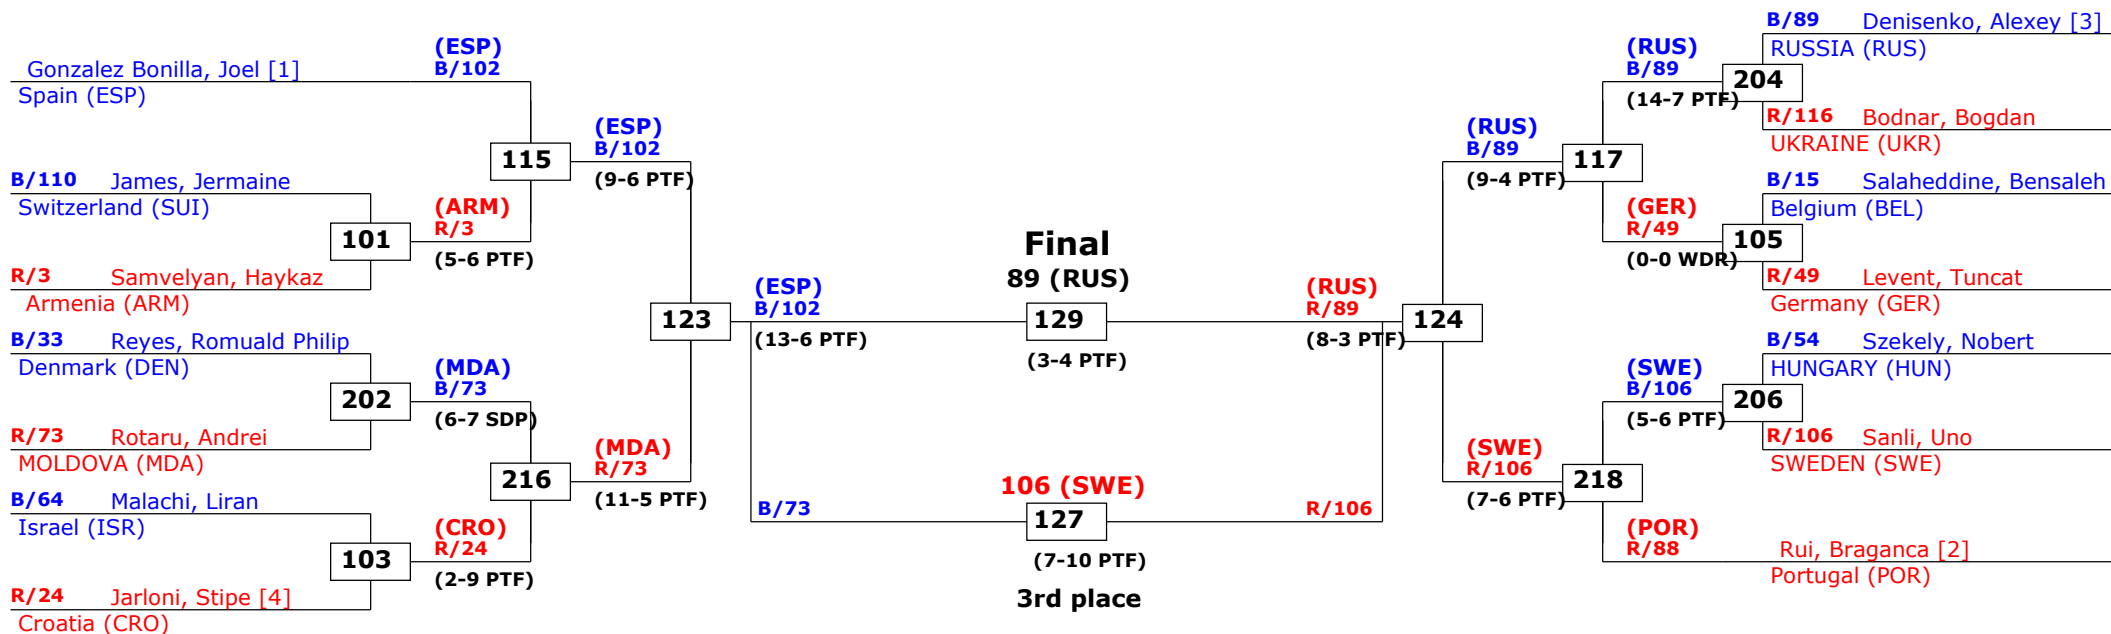 Gonzalez Bonilla, Joel [1]
Spain (ESP)
B/110 James, Jermaine
Switzerland (SUI)
101
R/3 Samvelyan, Haykaz
Armenia (ARM)
B/33 Reyes, Romuald Philip
Denmark (DEN)
202
R/73 Rotaru, Andrei
MOLDOVA (MDA)
B/64 Malachi, Liran
Israel (ISR)
103
R/24 Jarloni, Stipe [4]
Croatia (CRO)
(ESP)
B/102
115
(ARM)
R/3
(5-6 PTF)
(MDA)
B/73
(6-7 SDP)
216
(CRO)
R/24
(2-9 PTF)
(ESP)
B/102
(9-6 PTF)
123
(MDA)
R/73
(11-5 PTF)
(ESP)
B/102
(13-6 PTF)
B/73
Final
89 (RUS)
129
(3-4 PTF)
106 (SWE)
127
(7-10 PTF)
3rd place
(RUS)
R/89
(8-3 PTF)
R/106
124
(RUS)
B/89
(9-4 PTF)
(SWE)
R/106
(7-6 PTF)
117
218
(RUS)
B/89
(14-7 PTF)
(GER)
R/49
(0-0 WDR)
(SWE)
B/106
(5-6 PTF)
(POR)
R/88
B/89 Denisenko, Alexey [3]
RUSSIA (RUS)
204
R/116 Bodnar, Bogdan
UKRAINE (UKR)
B/15 Salaheddine, Bensaleh
Belgium (BEL)
105
R/49 Levent, Tuncat
Germany (GER)
B/54 Szekely, Nobert
HUNGARY (HUN)
206
R/106 Sanli, Uno
SWEDEN (SWE)
Rui, Braganca [2]
Portugal (POR)